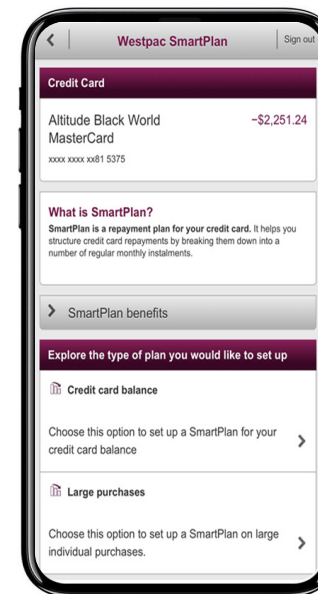 Westpac SmartPlan
Sign out
Credit Card
Altitude Black World −$2,251.24
MasterCard
xxxx xxxx xx81 5375
What is SmartPlan?
SmartPlan is a repayment plan for your credit card. It helps you
structure credit card repayments by breaking them down into a
number of regular monthly instalments.
SmartPlan benefits
Explore the type of plan you would like to set up
Credit card balance
Choose this option to set up a SmartPlan for your
credit card balance
Large purchases
Choose this option to set up a SmartPlan on large
individual purchases.